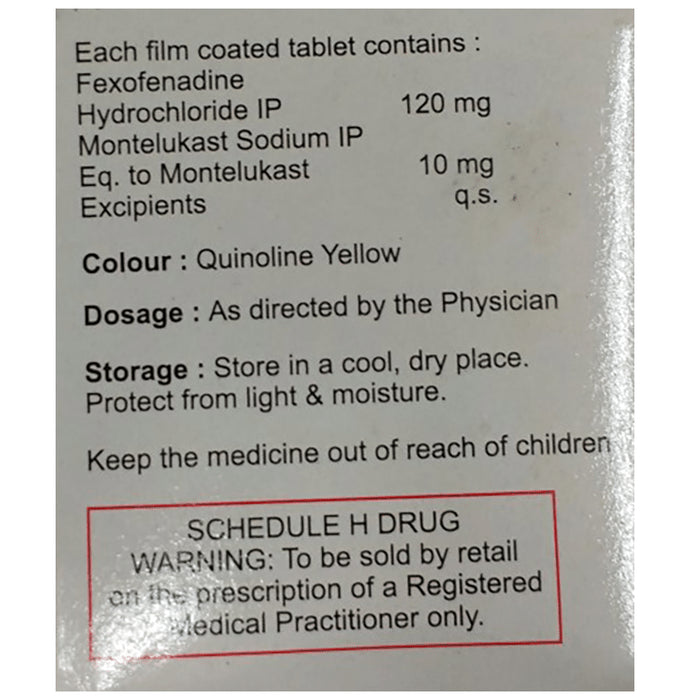 Each film coated tablet contains :
Fexofenadine
Hydrochloride IP 120 mg
Montelukast Sodium IP
Eq. to Montelukast 10 mg
Excipients q.s.
Colour : Quinoline Yellow
Dosage : As directed by the Physician
Storage : Store in a cool, dry place.
Protect from light & moisture.
Keep the medicine out of reach of children
SCHEDULE H DRUG
WARNING: To be sold by retail
on the prescription of a Registered
Medical Practitioner only.